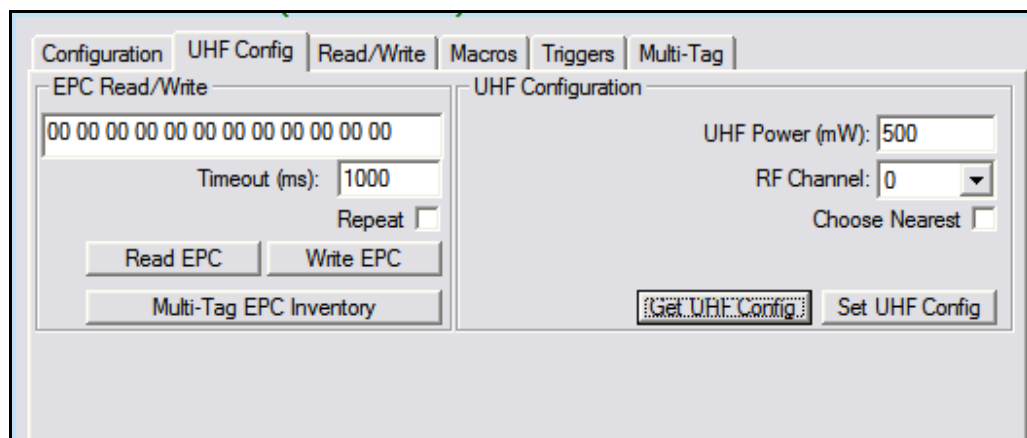 Configuration UHF Config Read/Write Macros Triggers Multi-Tag
EPC Read/Write
00 00 00 00 00 00 00 00 00 00 00 00
Timeout (ms): 1000
Repeat
Read EPC Write EPC
Multi-Tag EPC Inventory
UHF Configuration
UHF Power (mW): 500
RF Channel: 0
Choose Nearest
Get UHF Config Set UHF Config